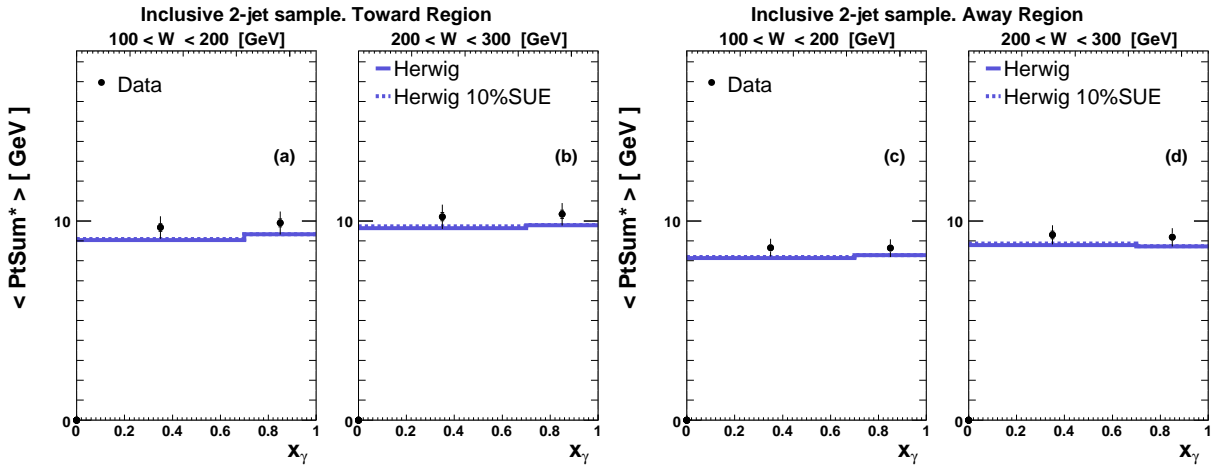 Inclusive 2-jet sample. Toward Region
100 < W < 200 [GeV]
200 < W < 300 [GeV]
Data
Herwig
Herwig 10%SUE
(a)
(b)
< PtSum* > [ GeV ]
10
0
0 0.2 0.4 0.6 0.8 1
0 0.2 0.4 0.6 0.8 1
xγ
xγ
Inclusive 2-jet sample. Away Region
100 < W < 200 [GeV]
200 < W < 300 [GeV]
Data
Herwig
Herwig 10%SUE
(c)
(d)
< PtSum* > [ GeV ]
10
10
0
0
0 0.2 0.4 0.6 0.8 1
0 0.2 0.4 0.6 0.8 1
xγ
xγ